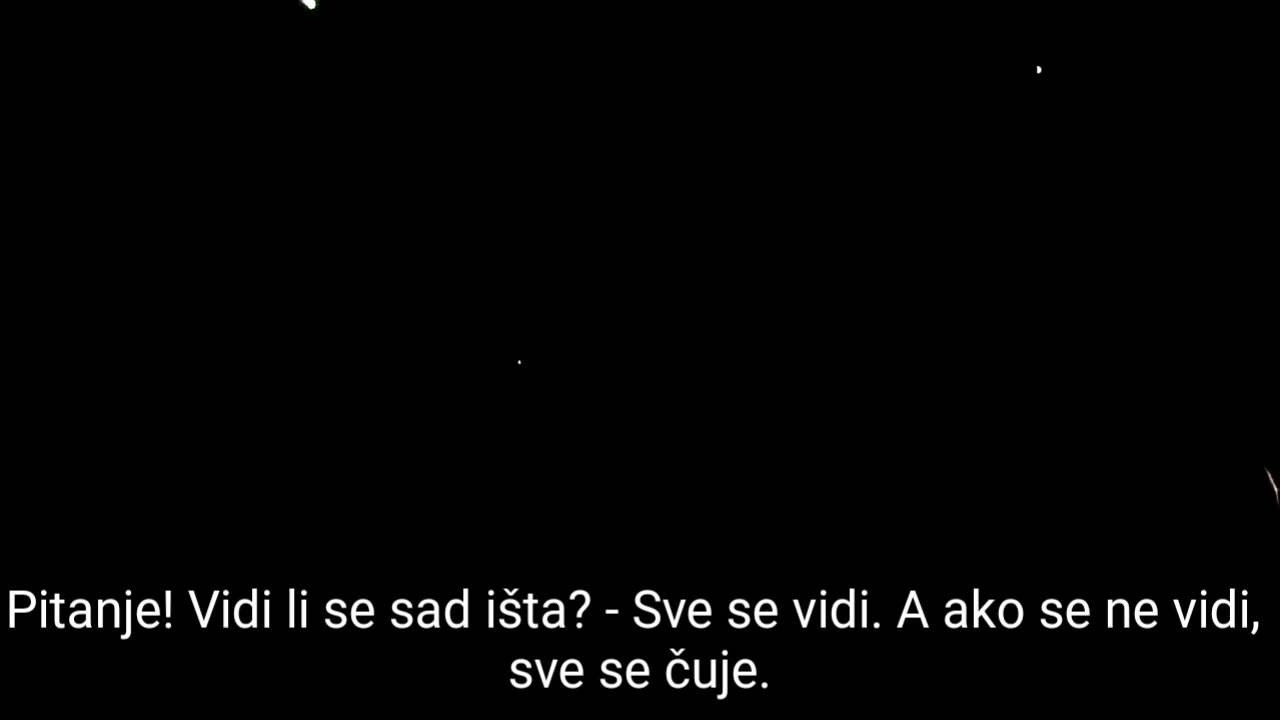 Pitanje! Vidi li se sad išta? - Sve se vidi. A ako se ne vidi,
sve se čuje.